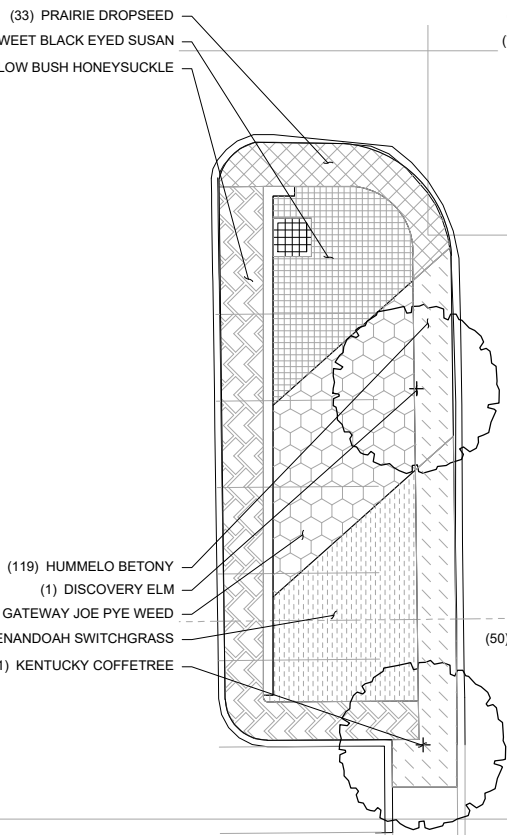 (33) PRAIRIE DROPSEED
WEET BLACK EYED SUSAN
LOW BUSH HONEYSUCKLE
(119) HUMMELO BETONY
(1) DISCOVERY ELM
GATEWAY JOE PYE WEED
ENANDOAH SWITCHGRASS
1) KENTUCKY COFFETREE
(50)
(